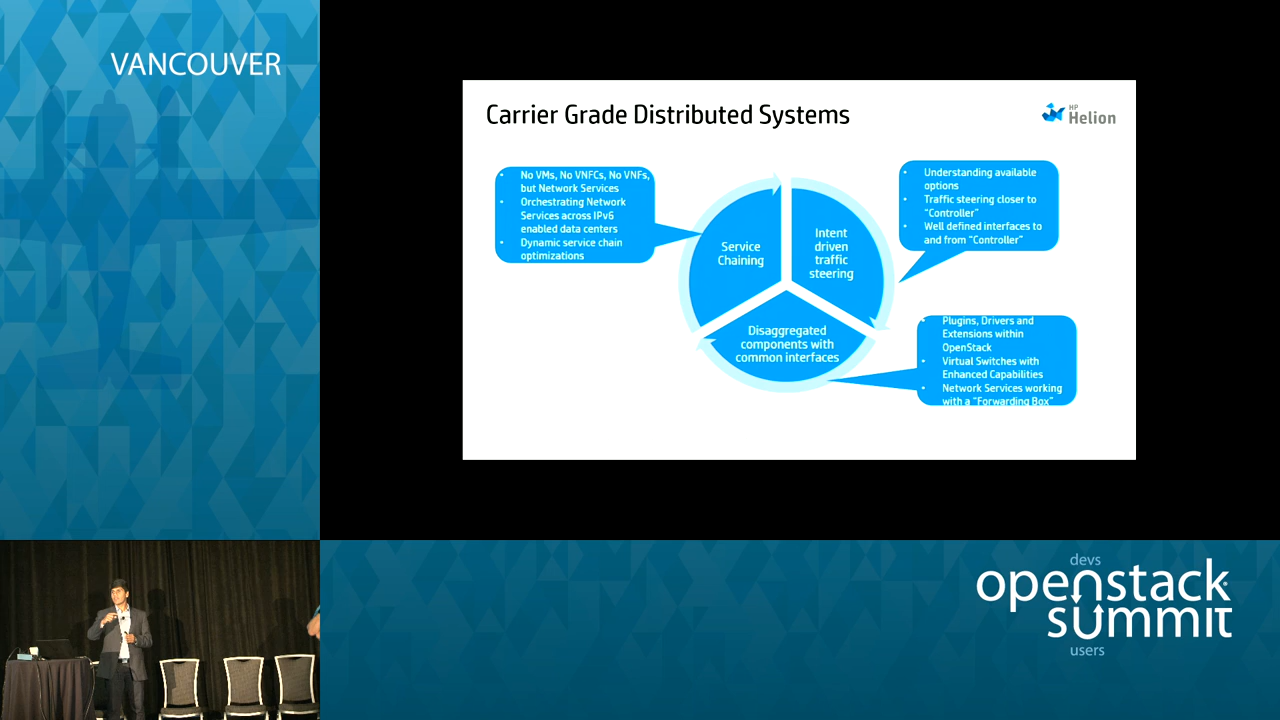 VANCOUVER
Carrier Grade Distributed Systems
HP
Helion
• No VMs, No VNFCs, No VNFs,
but Network Services
• Orchestrating Network
Services across IPv6
enabled data centers
• Dynamic service chain
optimizations
• Understanding available
options
• Traffic steering closer to
"Controller"
• Well defined interfaces to
and from "Controller"
Service
Chaining
Intent
driven
traffic
steering
Disaggregated
components with
common interfaces
• Plugins, Drivers and
Extensions within
OpenStack
• Virtual Switches with
Enhanced Capabilities
• Network Services working
with a "Forwarding Box"
devs
openstack
summit
users